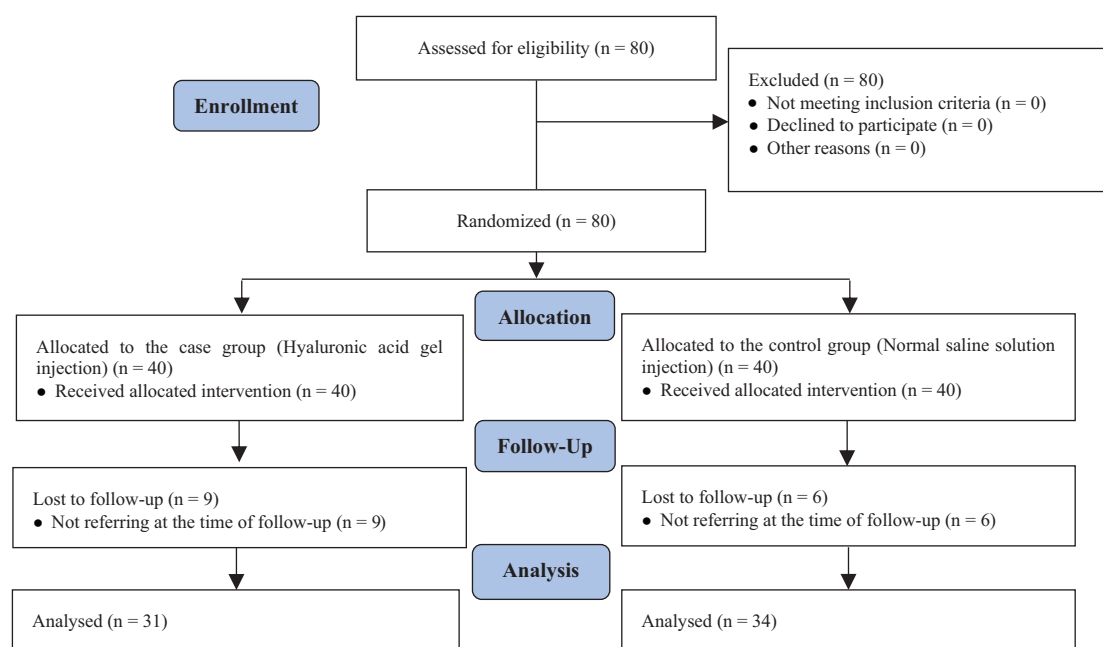 Assessed for eligibility (n = 80)
Enrollment
Excluded (n = 80)
● Not meeting inclusion criteria (n = 0)
● Declined to participate (n = 0)
● Other reasons (n = 0)
Randomized (n = 80)
Allocation
Allocated to the case group (Hyaluronic acid gel
injection) (n = 40)
● Received allocated intervention (n = 40)
Allocated to the control group (Normal saline solution
injection) (n = 40)
● Received allocated intervention (n = 40)
Follow-Up
Lost to follow-up (n = 9)
● Not referring at the time of follow-up (n = 9)
Lost to follow-up (n = 6)
● Not referring at the time of follow-up (n = 6)
Analysis
Analysed (n = 31)
Analysed (n = 34)